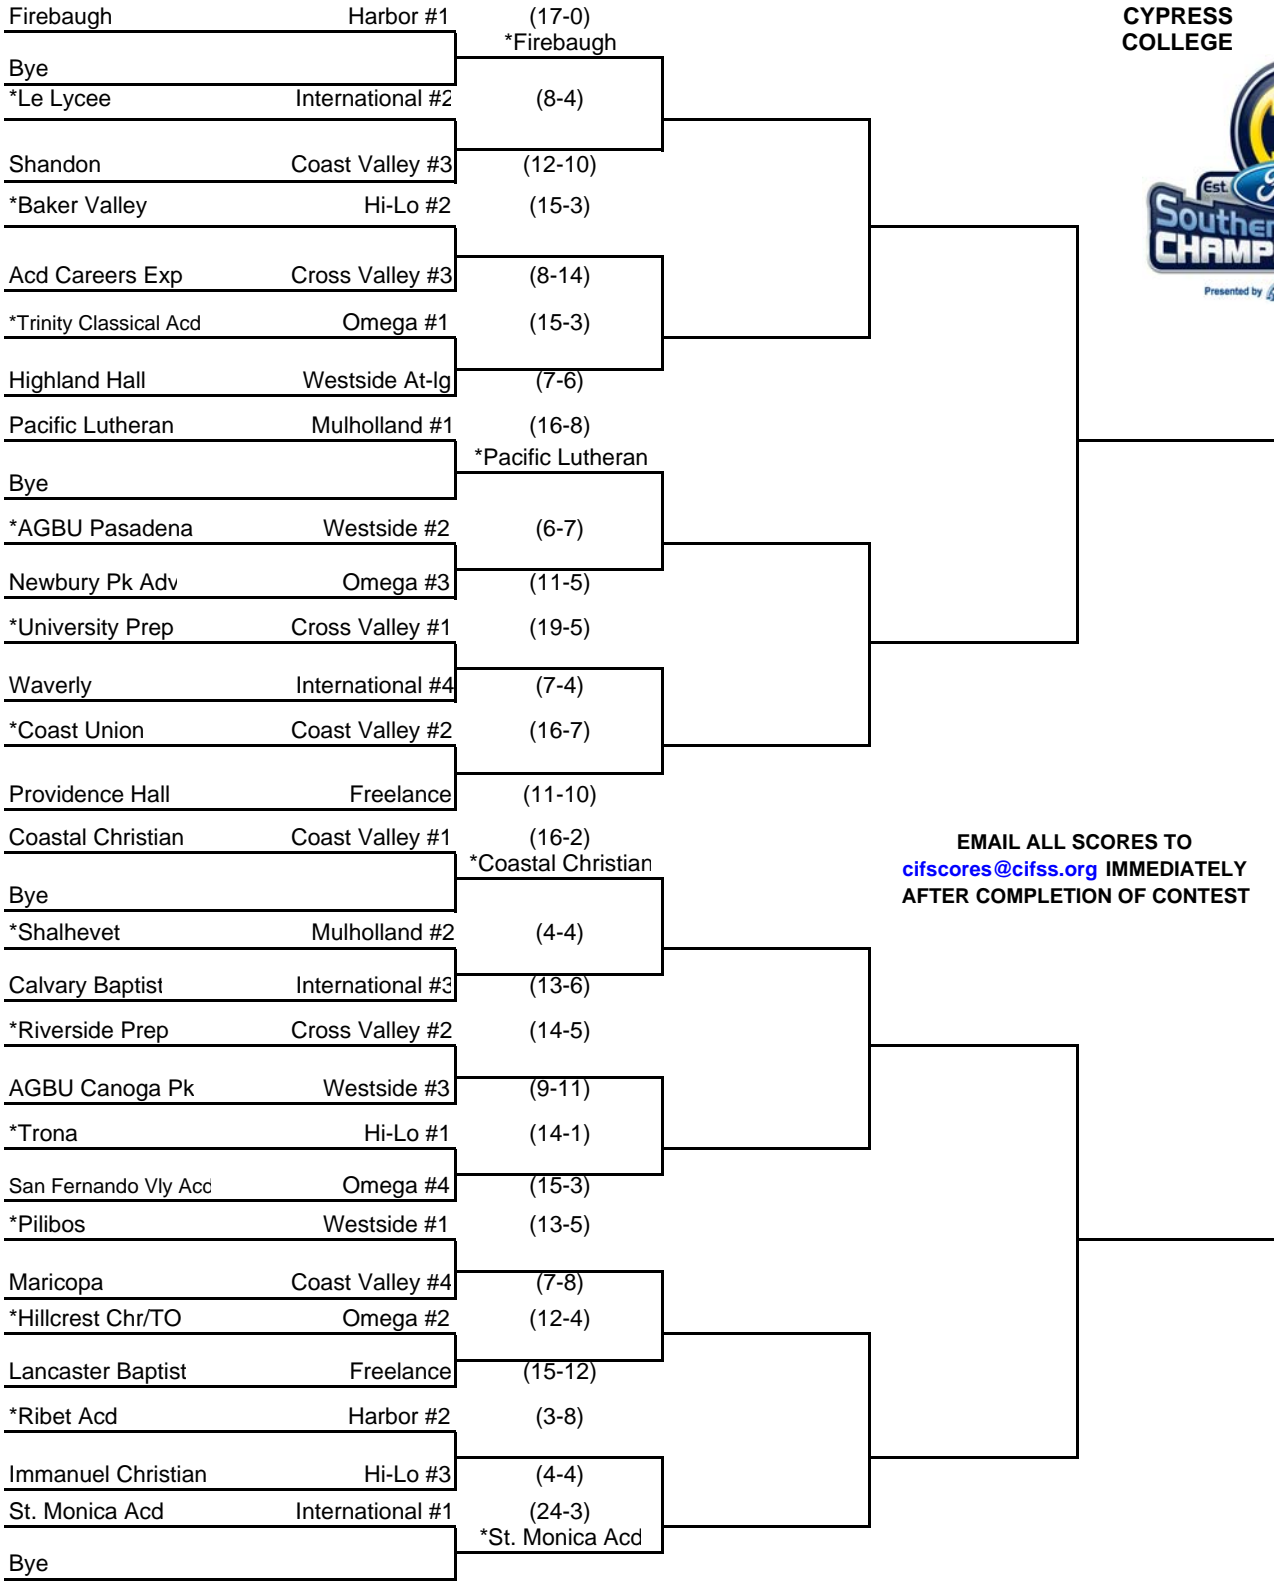 Firebaugh Harbor #1 (17-0)
CYPRESS
COLLEGE
*Firebaugh
Bye
*Le Lycee International #2 (8-4)
Shandon Coast Valley #3 (12-10)
*Baker Valley Hi-Lo #2 (15-3)
Est.
Southern
CHAMP
Presented by
Acd Careers Exp Cross Valley #3 (8-14)
*Trinity Classical Acd Omega #1 (15-3)
Highland Hall Westside At-lg (7-6)
Pacific Lutheran Mulholland #1 (16-8)
*Pacific Lutheran
Bye
*AGBU Pasadena Westside #2 (6-7)
Newbury Pk Adv Omega #3 (11-5)
*University Prep Cross Valley #1 (19-5)
Waverly International #4 (7-4)
*Coast Union Coast Valley #2 (16-7)
Providence Hall Freelance (11-10)
Coastal Christian Coast Valley #1 (16-2)
*Coastal Christian
Bye
EMAIL ALL SCORES TO
cifscores@cifss.org IMMEDIATELY
AFTER COMPLETION OF CONTEST
*Shalhevet Mulholland #2 (4-4)
Calvary Baptist International #3 (13-6)
*Riverside Prep Cross Valley #2 (14-5)
AGBU Canoga Pk Westside #3 (9-11)
*Trona Hi-Lo #1 (14-1)
San Fernando Vly Acd Omega #4 (15-3)
*Pilibos Westside #1 (13-5)
Maricopa Coast Valley #4 (7-8)
*Hillcrest Chr/TO Omega #2 (12-4)
Lancaster Baptist Freelance (15-12)
*Ribet Acd Harbor #2 (3-8)
Immanuel Christian Hi-Lo #3 (4-4)
St. Monica Acd International #1 (24-3)
*St. Monica Acd
Bye